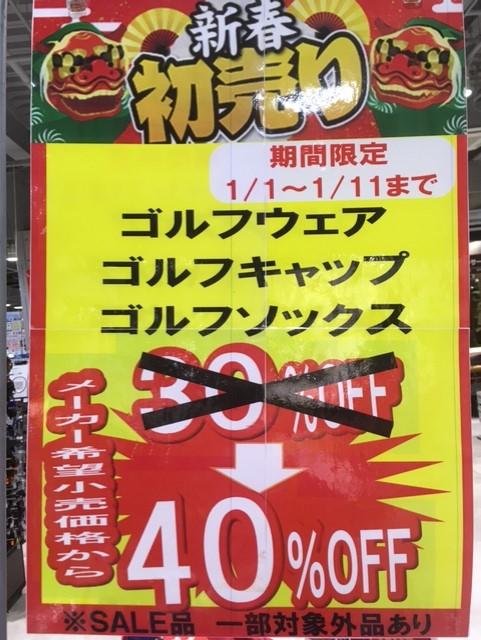 新春
初売り
期間限定
1/1〜1/11まで
ゴルフウェア
ゴルフキャップ
ゴルフソックス
30%OFF
メーカー希望小売価格から
40%OFF
※SALE品 一部対象外品あり